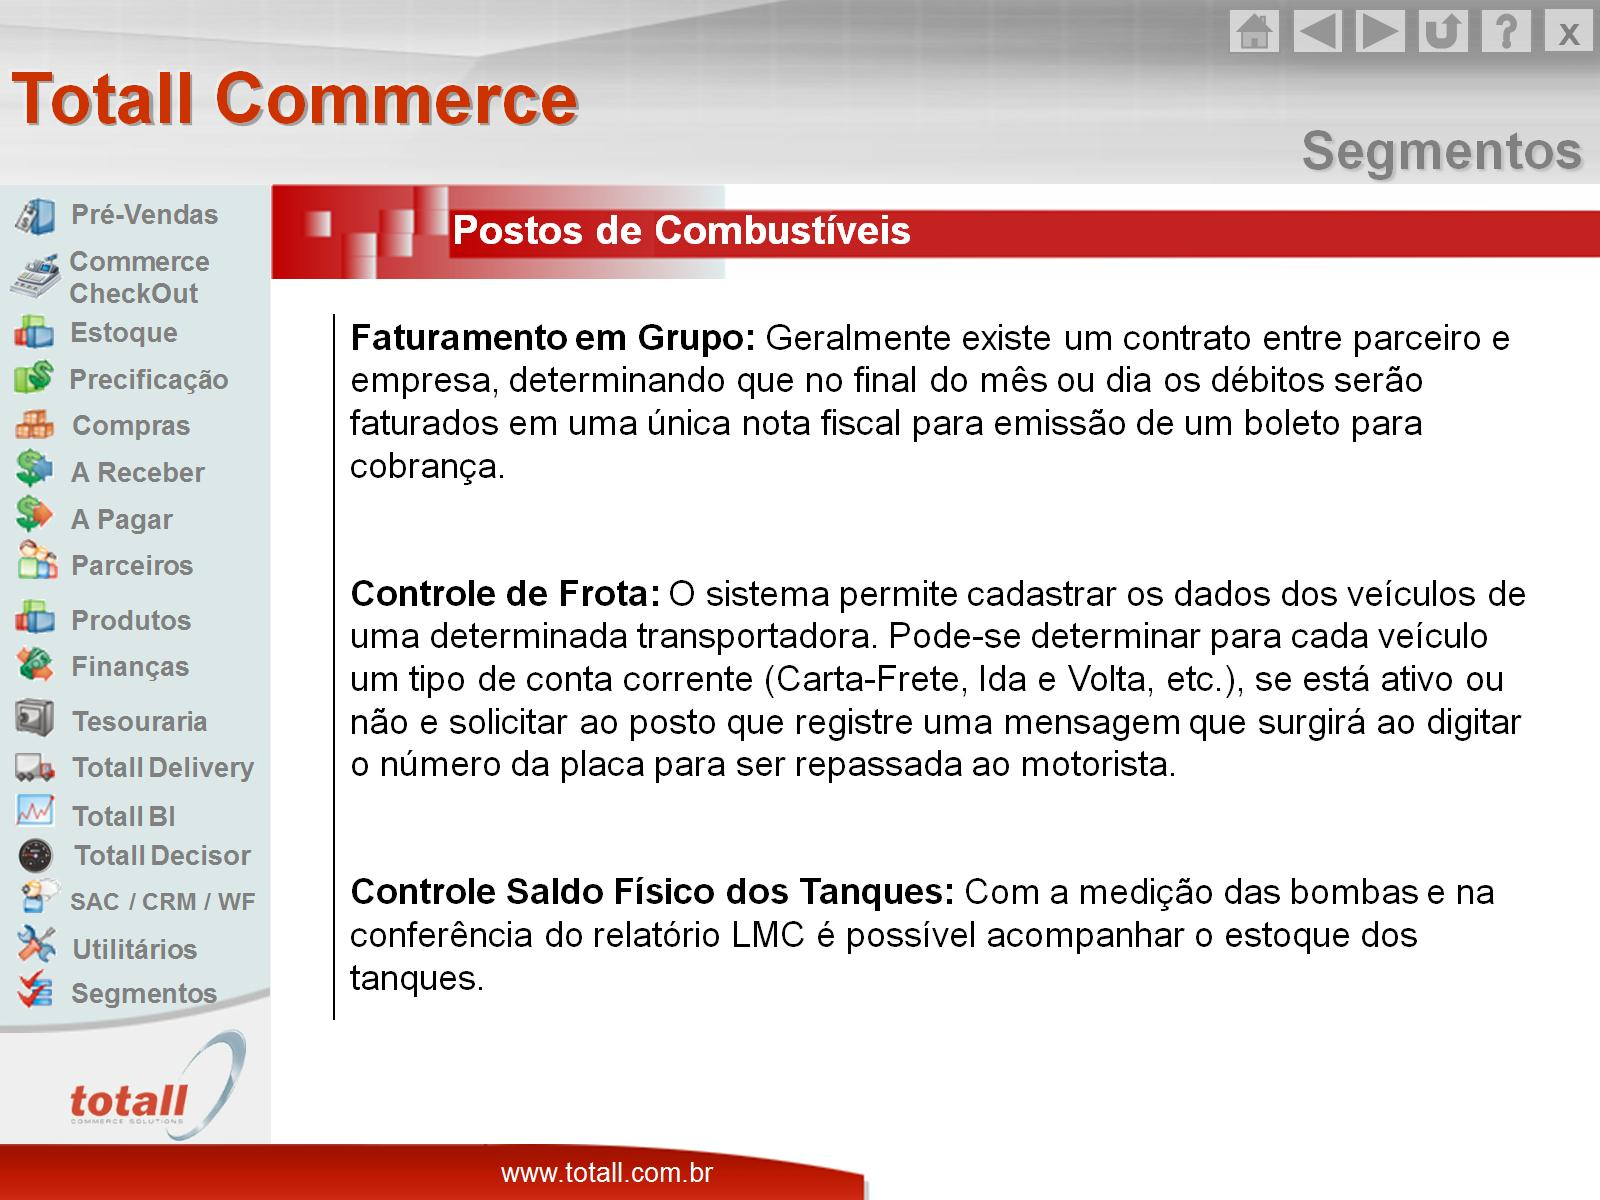 ? x
Totall Commerce
Segmentos
Pré-Vendas
Commerce
CheckOut
Estoque
Precificação
Compras
A Receber
A Pagar
Parceiros
Produtos
Finanças
Tesouraria
Totall Delivery
Totall BI
Totall Decisor
SAC / CRM / WF
Utilitários
Segmentos
totall
COMMERCE SOLUTIONS
Postos de Combustíveis
Faturamento em Grupo: Geralmente existe um contrato entre parceiro e
empresa, determinando que no final do mês ou dia os débitos serão
faturados em uma única nota fiscal para emissão de um boleto para
cobrança.
Controle de Frota: O sistema permite cadastrar os dados dos veículos de
uma determinada transportadora. Pode-se determinar para cada veículo
um tipo de conta corrente (Carta-Frete, Ida e Volta, etc.), se está ativo ou
não e solicitar ao posto que registre uma mensagem que surgirá ao digitar
o número da placa para ser repassada ao motorista.
Controle Saldo Físico dos Tanques: Com a medição das bombas e na
conferência do relatório LMC é possível acompanhar o estoque dos
tanques.
www.totall.com.br